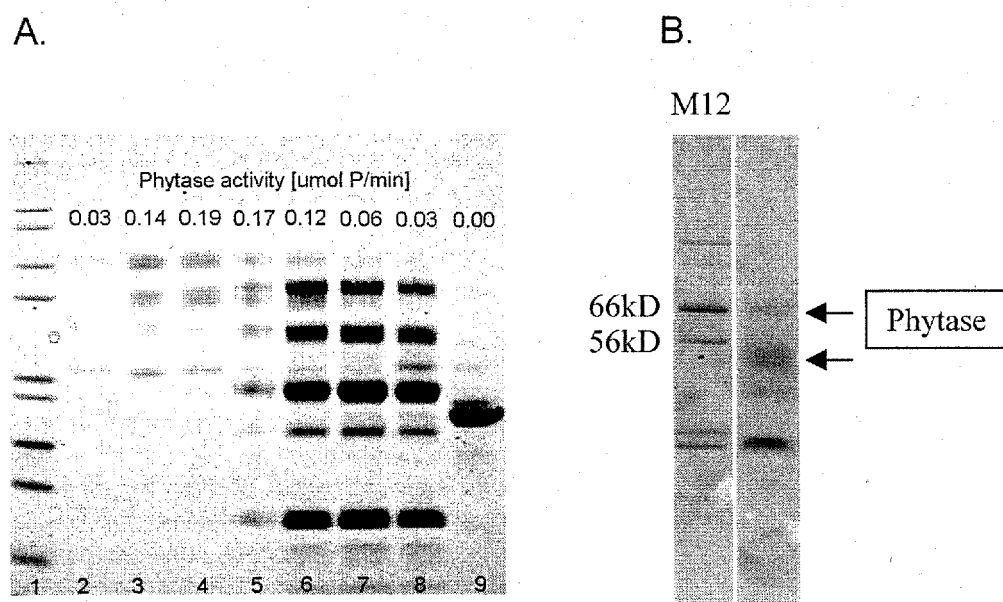 A.
Phytase activity [umol P/min]
0.03 0.14 0.19 0.17 0.12 0.06 0.03 0.00
1 2 3 4 5 6 7 8 9
B.
M12
66kD
56kD
Phytase